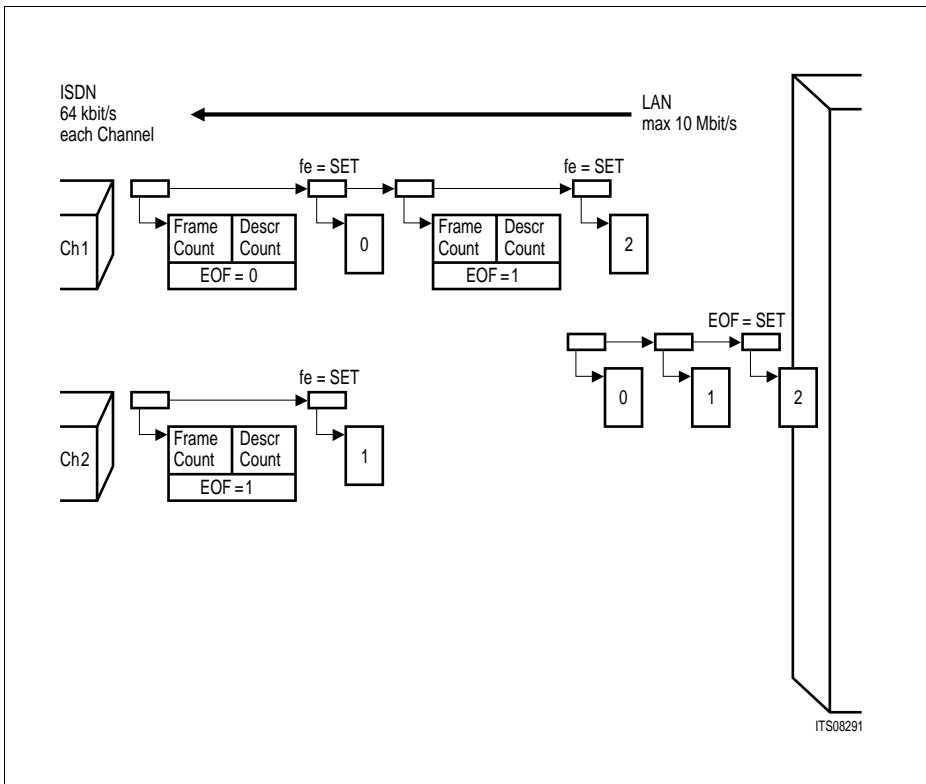 ISDN
64 kbit/s
each Channel
LAN
max 10 Mbit/s
fe = SET
fe = SET
Ch1
Frame Count
Descr Count
EOF = 0
0
Frame Count
Descr Count
EOF = 1
2
EOF = SET
0
1
2
fe = SET
Ch2
Frame Count
Descr Count
EOF = 1
1
ITS08291